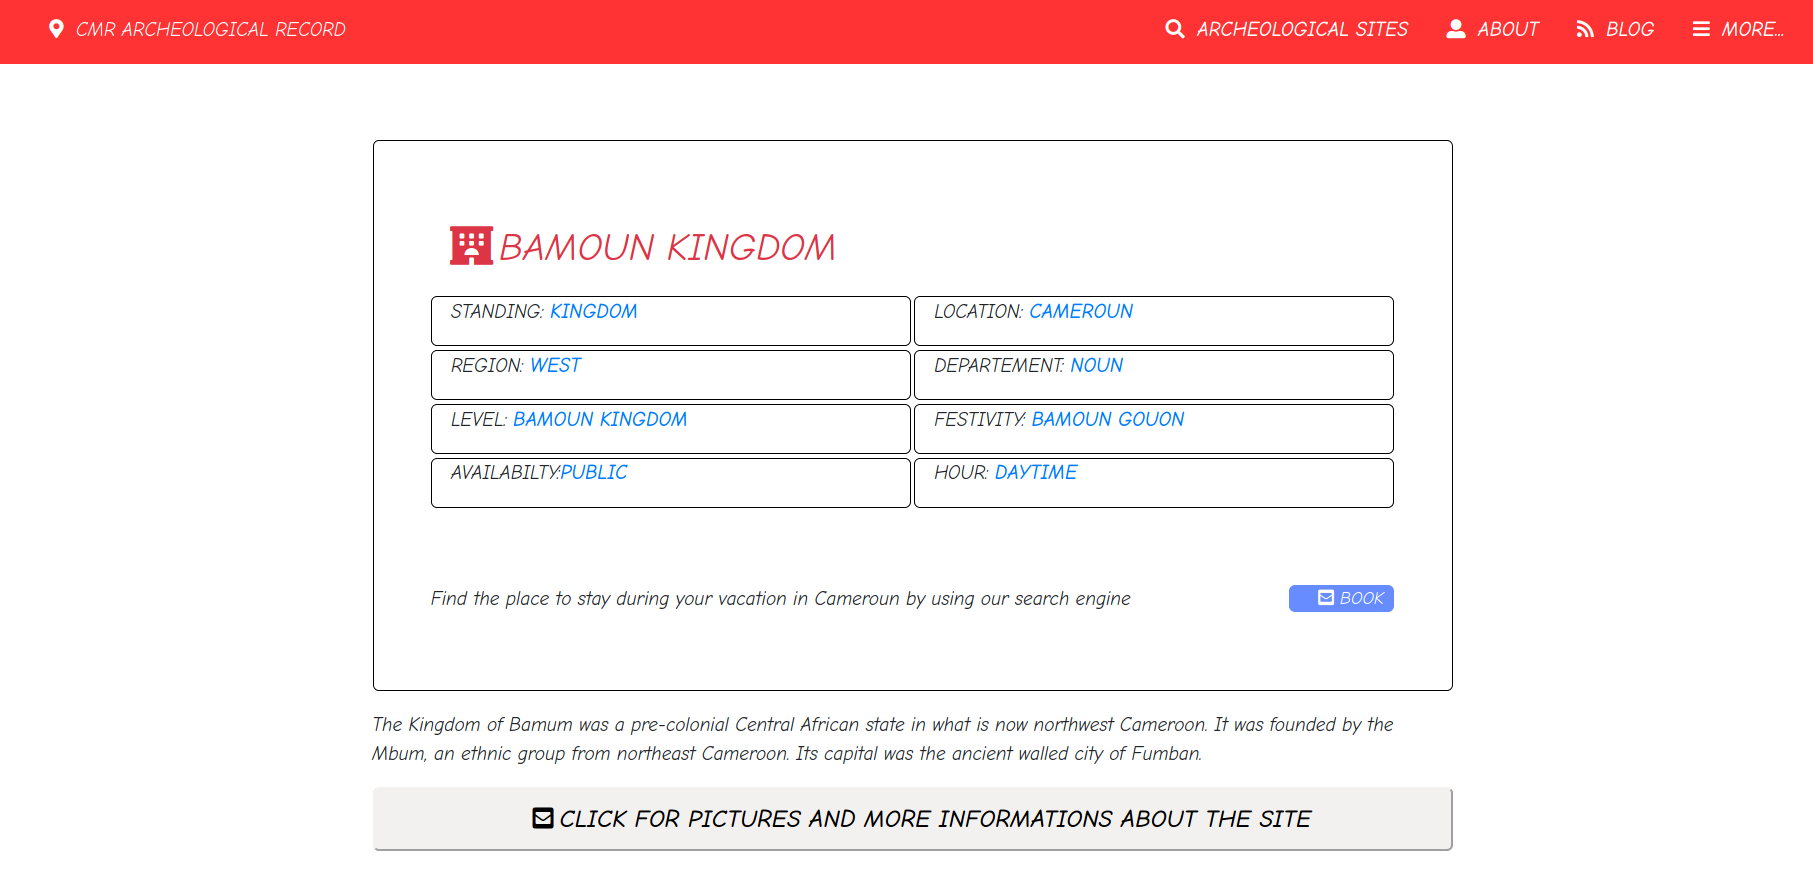 CMR ARCHEOLOGICAL RECORD
ARCHEOLOGICAL SITES
ABOUT
BLOG
MORE...
BAMOUN KINGDOM
STANDING: KINGDOM
LOCATION: CAMEROUN
REGION: WEST
DEPARTEMENT: NOUN
LEVEL: BAMOUN KINGDOM
FESTIVITY: BAMOUN GOUON
AVAILABILTY:PUBLIC
HOUR: DAYTIME
Find the place to stay during your vacation in Cameroun by using our search engine
BOOK
The Kingdom of Bamum was a pre-colonial Central African state in what is now northwest Cameroon. It was founded by the
Mbum, an ethnic group from northeast Cameroon. Its capital was the ancient walled city of Fumban.
CLICK FOR PICTURES AND MORE INFORMATIONS ABOUT THE SITE